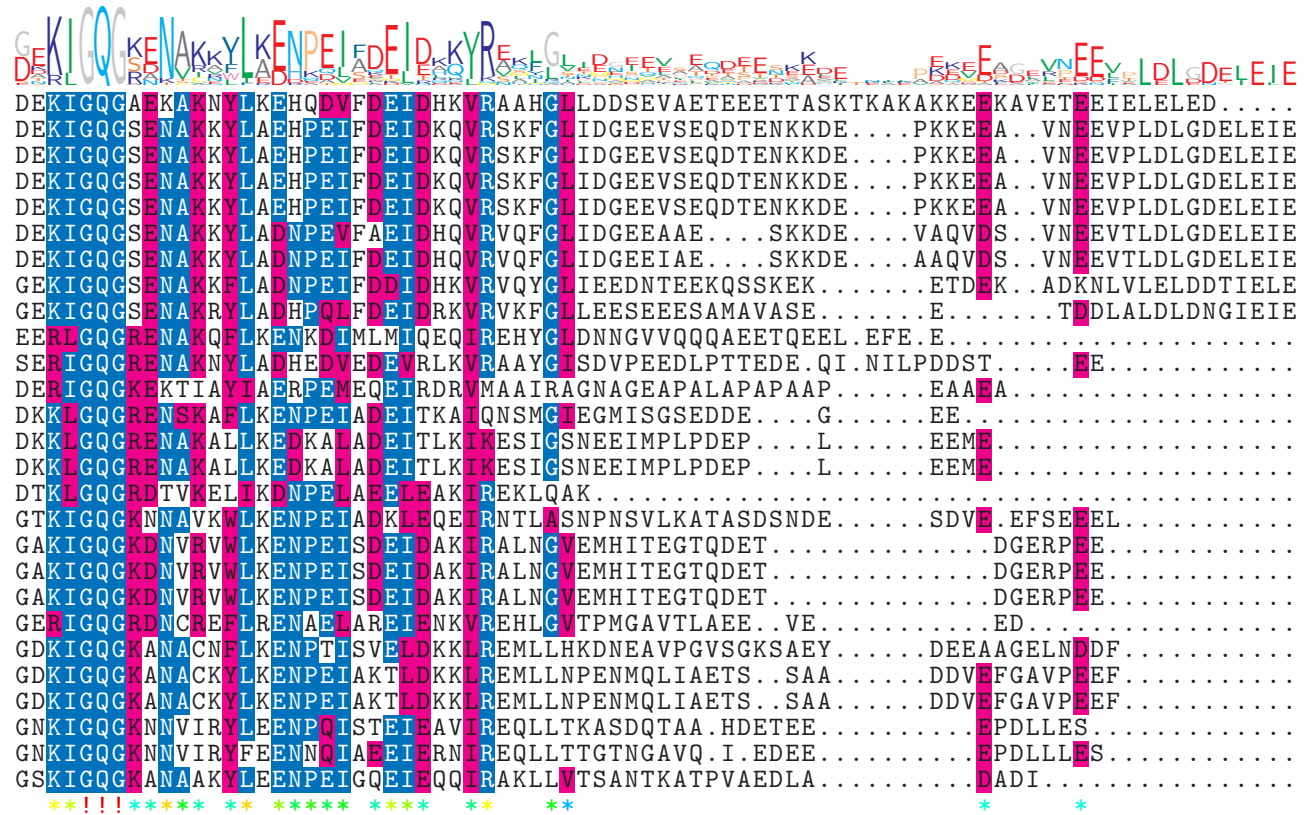 DEKIGQGAEKAKNYLKEHQDVFDEIDHKVRAAHGLLDDSEVAETEEETTASKTKAKAKKEEKAVETEEIELELED.....
DEKIGQGSENAKKYLAEHPEIFDEIDKQVRSKFGLIDGEEVSEQDTENKKDE....PKKEEA..VNEEVPLDLGDELEIE
DEKIGQGSENAKKYLAEHPEIFDEIDKQVRSKFGLIDGEEVSEQDTENKKDE....PKKEEA..VNEEVPLDLGDELEIE
DEKIGQGSENAKKYLAEHPEIFDEIDKQVRSKFGLIDGEEVSEQDTENKKDE....PKKEEA..VNEEVPLDLGDELEIE
DEKIGQGSENAKKYLAEHPEIFDEIDKQVRSKFGLIDGEEVSEQDTENKKDE....PKKEEA..VNEEVPLDLGDELEIE
DEKIGQGSENAKKYLADNPEVFAEIDHQVRVQFGLIDGEEAAE....SKKDE....VAQVDS..VNEEVTLDLGDELEIE
DEKIGQGSENAKKYLADNPEIFDEIDHQVRVQFGLIDGEEIAE....SKKDE....AAQVDS..VNEEVTLDLGDELEIE
GEKIGQGSENAKKFLADNPEIFDDIDHKVRVQYGLIEEDNTEEKQSSKEK.......ETDEK..ADKNLVLELDDTIELE
GEKIGQGSENAKRYLADHPQLFDEIDRKVRVKFGLLEESEEESAMAVASE.......E.......TDDLALDLDNGIEIE
EERLGQGRENAKQFLKENKDIMLMIQEQIREHYGLDNNGVVQQQAEETQEEL.EFE.E......................
SERIGQGRENAKNYLADHEDVEDEVRLKVRAAYGISDVPEEDLPTTEDE.QI.NILPDDST.....EE............
DERIGQGKEKTIAYIAERPEMEQEIRDRVMAAIRAGNAGEAPALAPAPAAP......EAAEA..................
DKKLGQGRENSKAFLKENPEIADEITKAIQNSMGIEGMISGSEDDE....G......EE.....................
DKKLGQGRENAKALLKEDKALADEITLKIKESIGSNEEIMPLPDEP....L......EEME...................
DKKLGQGRENAKALLKEDKALADEITLKIKESIGSNEEIMPLPDEP....L......EEME...................
DTKLGQGRDTVKELIKDNPELAEELEAKIREKLQAK............................................
GTKIGQGKNNAVKWLKENPEIADKLEQEIRNTLASNPNSVLKATASDSNDE......SDVE.EFSEEEL...........
GAKIGQGKDNVRVWLKENPEISDEIDAKIRALNGVEMHITEGTQDET..............DGERPEE............
GAKIGQGKDNVRVWLKENPEISDEIDAKIRALNGVEMHITEGTQDET..............DGERPEE............
GAKIGQGKDNVRVWLKENPEISDEIDAKIRALNGVEMHITEGTQDET..............DGERPEE............
GERIGQGRDNCREFLRENAELAREIENKVREHLGVTPMGAVTLAEE..VE...........ED.................
GDKIGQGKANACNFLKENPTISVELDKKLREMLLHKDNEAVPGVSGKSAEY......DEEAAGELNDDF...........
GDKIGQGKANACKYLKENPEIAKTLDKKLREMLLNPENMQLIAETS..SAA......DDVEFGAVPEEF...........
GDKIGQGKANACKYLKENPEIAKTLDKKLREMLLNPENMQLIAETS..SAA......DDVEFGAVPEEF...........
GNKIGQGKNNVIRYLEENPQISTEIEAVIREQLLTKASDQTAA.HDETEE..........EPDLLES.............
GNKIGQGKNNVIRYFEENNQIAEEIERNIREQLLTTGTNGAVQ.I.EDEE..........EPDLLLES............
GSKIGQGKANAAKYLEENPEIGQEIEQQIRAKLLVTSANTKATPVAEDLA..........DADI................
**!!!***** ** ***** **** ** ** * *